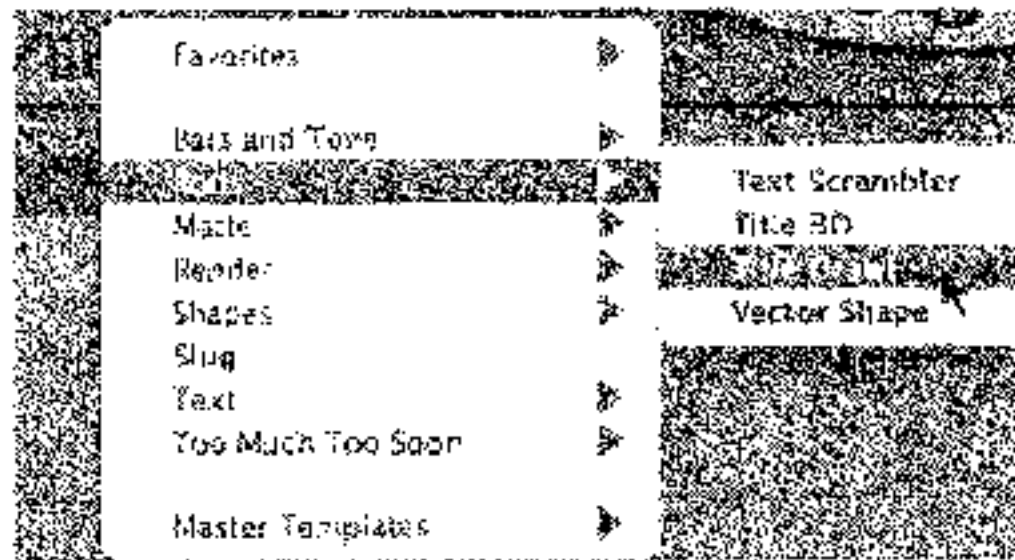 Favorites
Bars and Tone
Matte
Render
Shapes
Slug
Text
Too Much Too Soon
Master Templates
Text Scrambler
Title 3D
Vector Shape